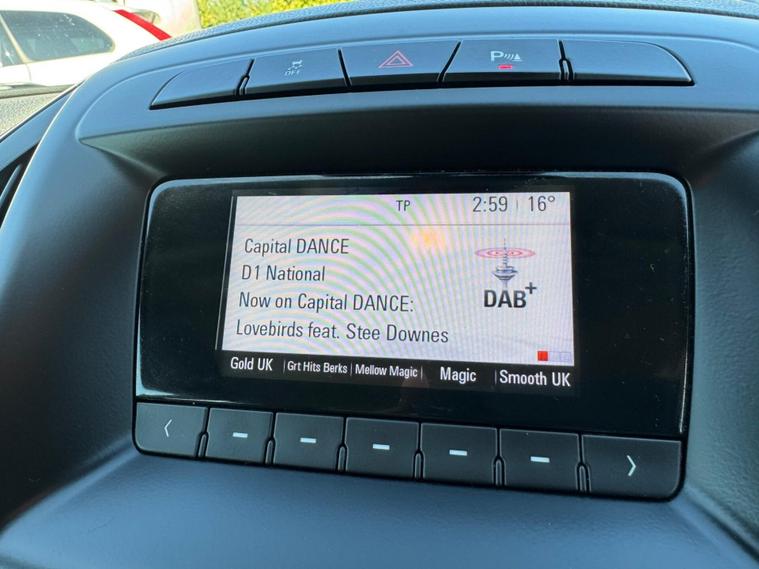 OFF
P
TP 2:59 16°
Capital DANCE
D1 National
Now on Capital DANCE:
Lovebirds feat. Stee Downes
DAB+
Gold UK | Grt Hits Berks | Mellow Magic | Magic | Smooth UK